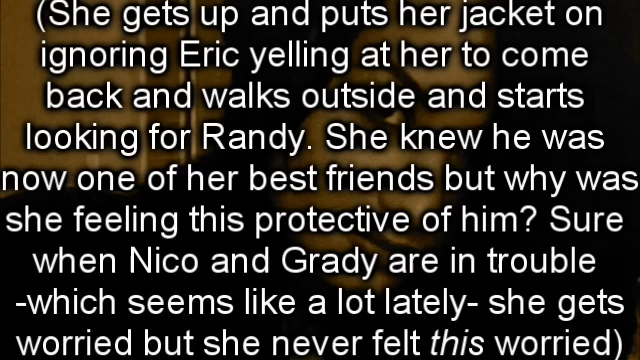 (She gets up and puts her jacket on
ignoring Eric yelling at her to come
back and walks outside and starts
looking for Randy. She knew he was
now one of her best friends but why was
she feeling this protective of him? Sure
when Nico and Grady are in trouble
-which seems like a lot lately- she gets
worried but she never felt this worried)